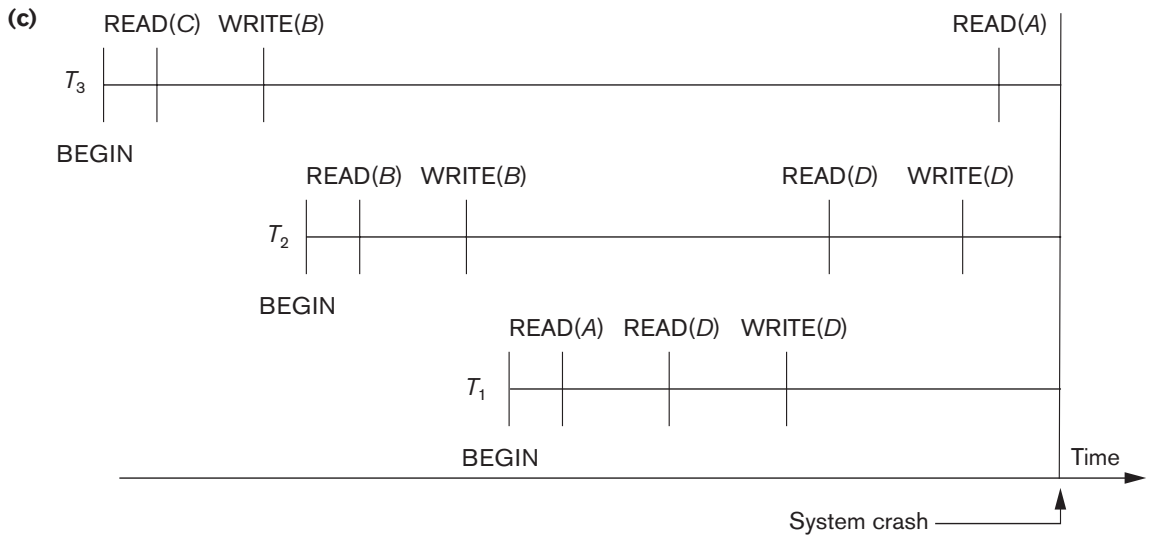 (c) READ(C) WRITE(B) READ(A)
T3
BEGIN
READ(B) WRITE(B) READ(D) WRITE(D)
T2
BEGIN
READ(A) READ(D) WRITE(D)
T1
BEGIN
Time
System crash